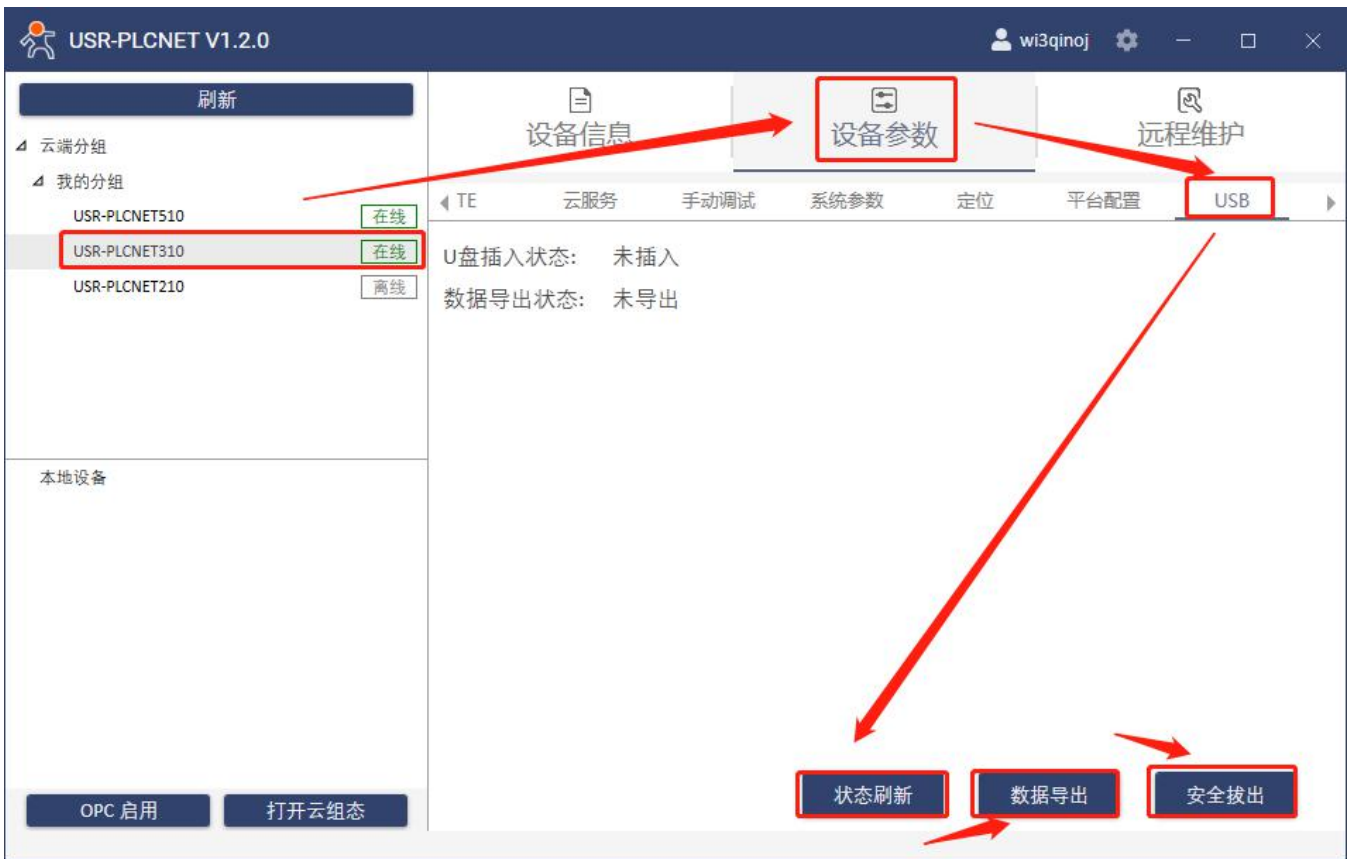 USR-PLCNET V1.2.0
wi3qinoj
刷新
云端分组
我的分组
USR-PLCNET510 在线
USR-PLCNET310 在线
USR-PLCNET210 离线
本地设备
OPC 启用 打开云组态
设备信息 设备参数 远程维护
TE 云服务 手动调试 系统参数 定位 平台配置 USB
U盘插入状态: 未插入
数据导出状态: 未导出
状态刷新 数据导出 安全拔出